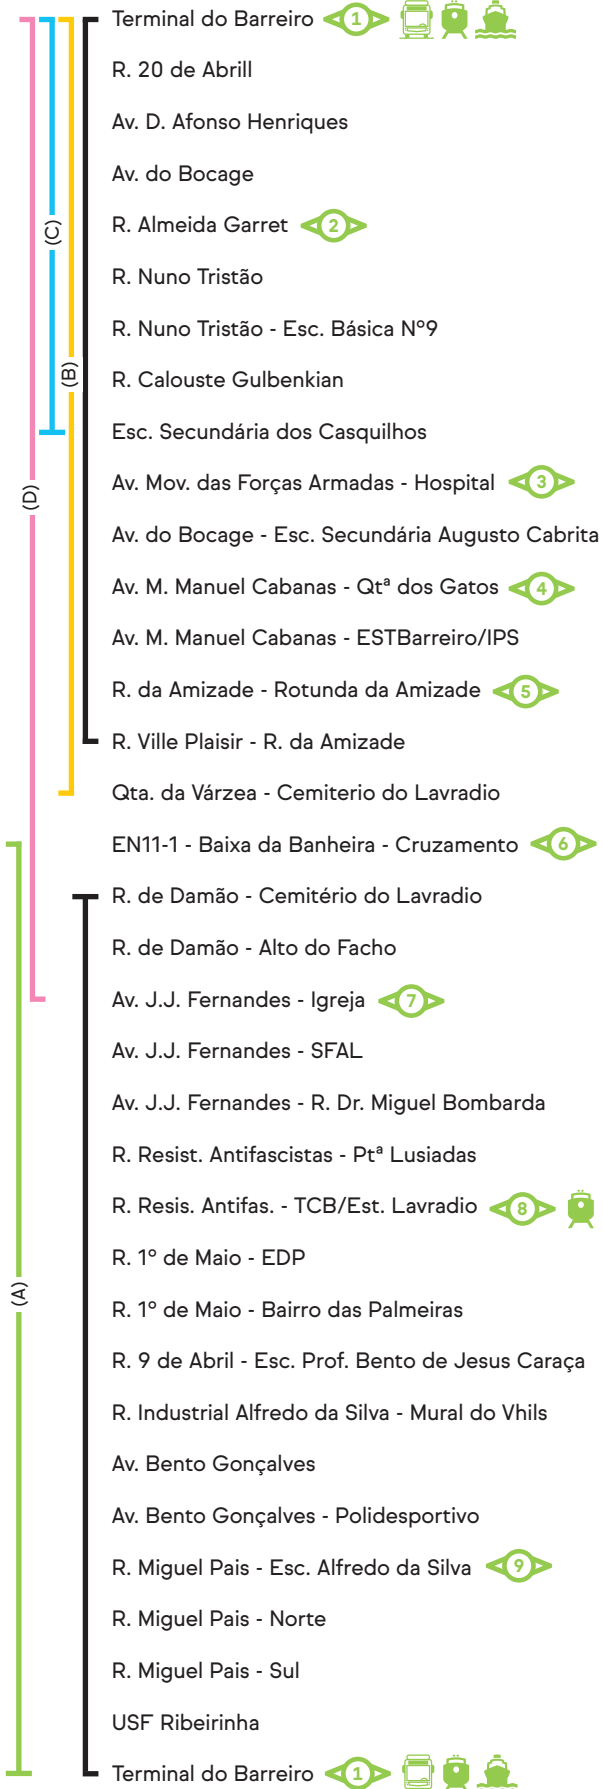 Terminal do Barreiro 1
R. 20 de Abrill
Av. D. Afonso Henriques
Av. do Bocage
R. Almeida Garret 2
(C)
R. Nuno Tristão
R. Nuno Tristão - Esc. Básica Nº9
R. Calouste Gulbenkian
(B)
Esc. Secundária dos Casquilhos
Av. Mov. das Forças Armadas - Hospital 3
(D)
Av. do Bocage - Esc. Secundária Augusto Cabrita
Av. M. Manuel Cabanas - Qtª dos Gatos 4
Av. M. Manuel Cabanas - ESTBarreiro/IPS
R. da Amizade - Rotunda da Amizade 5
R. Ville Plaisir - R. da Amizade
Qta. da Várzea - Cemiterio do Lavradio
EN11-1 - Baixa da Banheira - Cruzamento 6
R. de Damão - Cemitério do Lavradio
R. de Damão - Alto do Facho
Av. J.J. Fernandes - Igreja 7
Av. J.J. Fernandes - SFAL
Av. J.J. Fernandes - R. Dr. Miguel Bombarda
R. Resist. Antifascistas - Ptª Lusiadas
R. Resis. Antifas. - TCB/Est. Lavradio 8
R. 1º de Maio - EDP
(A)
R. 1º de Maio - Bairro das Palmeiras
R. 9 de Abril - Esc. Prof. Bento de Jesus Caraça
R. Industrial Alfredo da Silva - Mural do Vhils
Av. Bento Gonçalves
Av. Bento Gonçalves - Polidesportivo
R. Miguel Pais - Esc. Alfredo da Silva 9
R. Miguel Pais - Norte
R. Miguel Pais - Sul
USF Ribeirinha
Terminal do Barreiro 1